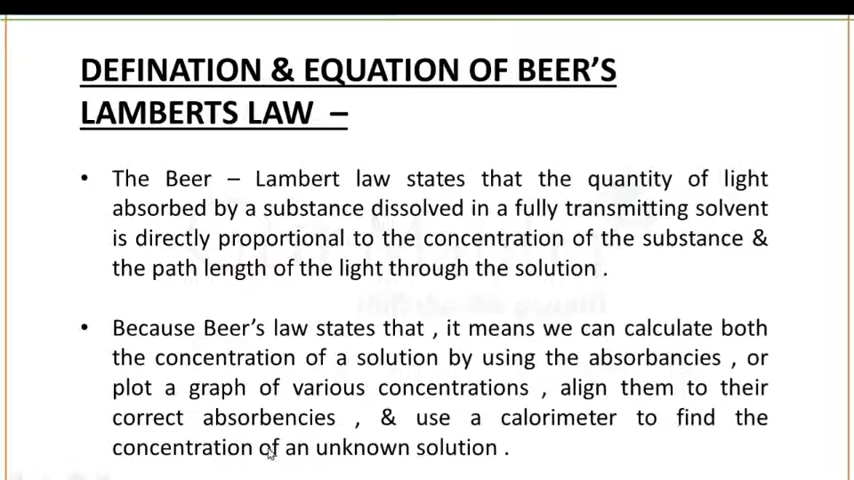 DEFINATION & EQUATION OF BEER'S
LAMBERTS LAW –
• The Beer – Lambert law states that the quantity of light
absorbed by a substance dissolved in a fully transmitting solvent
is directly proportional to the concentration of the substance &
the path length of the light through the solution .
• Because Beer's law states that , it means we can calculate both
the concentration of a solution by using the absorbancies , or
plot a graph of various concentrations , align them to their
correct absorbencies , & use a calorimeter to find the
concentration of an unknown solution .